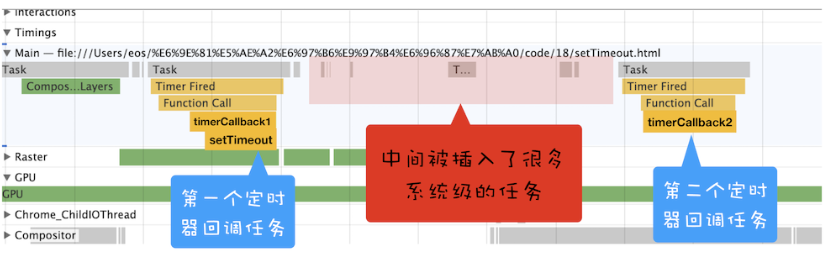 ▼ Interactions
▼ Timings
▼ Main — file:///Users/eos/%E6%9E%81%E5%AE%A2%E6%97%B6%E9%97%B4%E6%96%87%E7%AB%A0/code/18/setTimeout.html
Task
Task
T...
Task
Compos...Layers
Timer Fired
Timer Fired
Function Call
Function Call
timerCallback1
timerCallback2
setTimeout
中间被插入了很多
系统级的任务
▶ Raster
▼ GPU
GPU
第一个定时
器回调任务
第二个定时
器回调任务
▶ Chrome_ChildIOThread
▶ Compositor